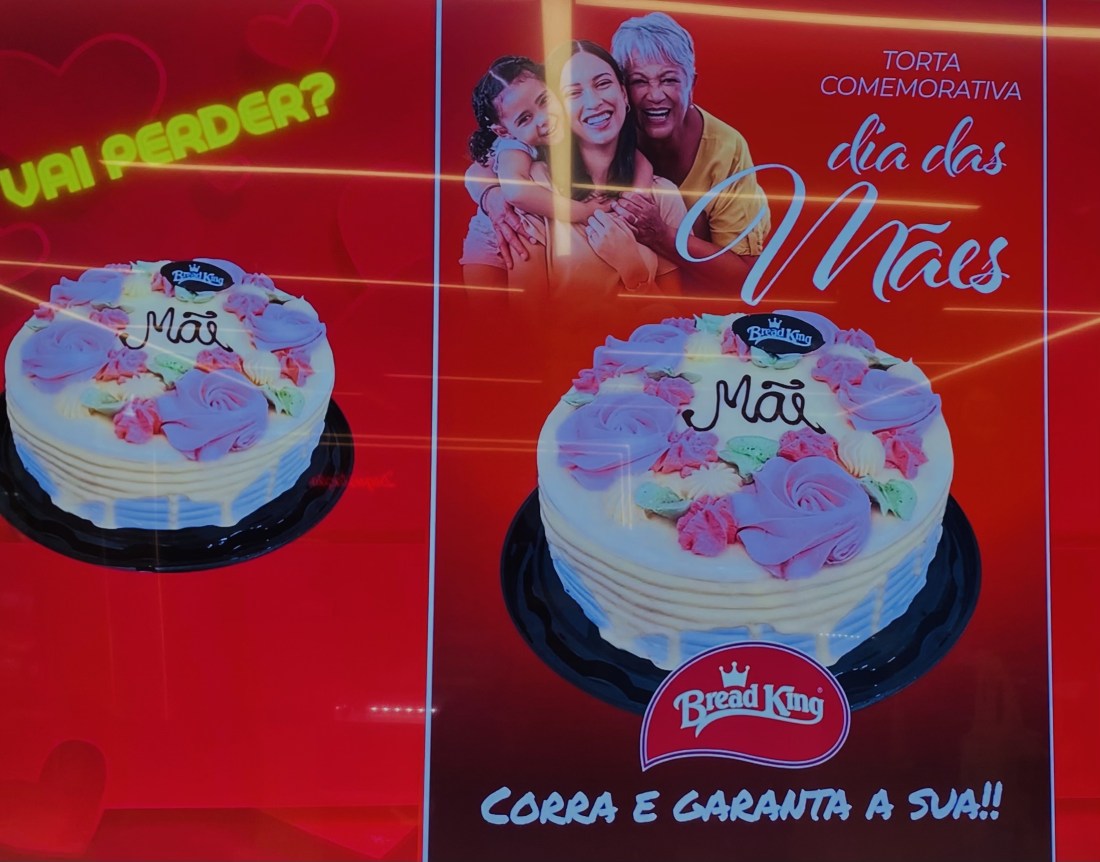 VAI PERDER?
Bread King
Mãe
TORTA
COMEMORATIVA
dia das
Mães
Bread King
Mãe
Bread King
CORRA E GARANTA A SUA!!